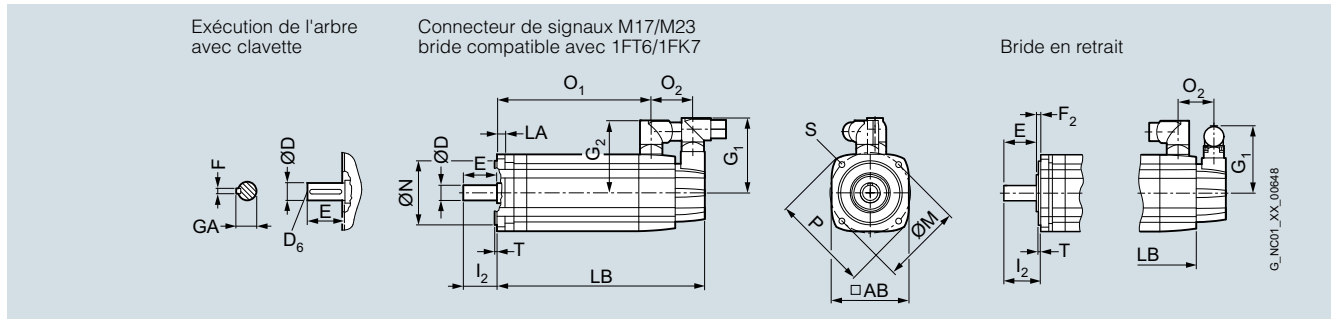 Exécution de l'arbre
avec clavette
Connecteur de signaux M17/M23
bride compatible avec 1FT6/1FK7
Bride en retrait
F
ØD
E
GA
D6
O1
O2
LA
ØD
E
ØN
G2
G1
T
I2
LB
S
P
ØM
□AB
O2
F2
E
G1
T
I2
LB
G_NC01_XX_00648